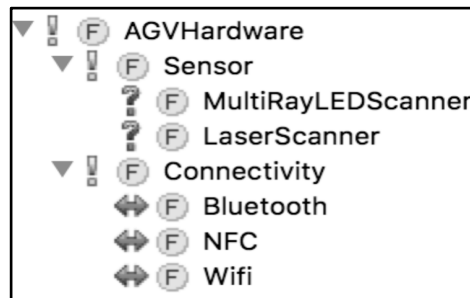 ! F AGVHardware
! F Sensor
? F MultiRayLEDScanner
? F LaserScanner
! F Connectivity
F Bluetooth
F NFC
F Wifi